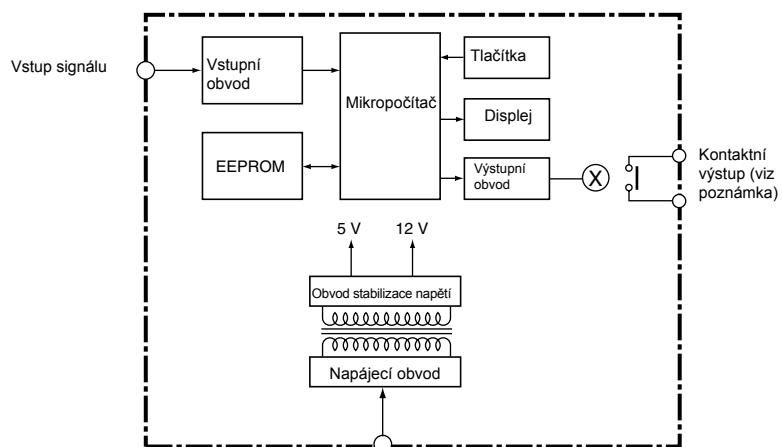 Vstup signálu
Vstupní
obvod
Mikropočítač
Tlačítka
Displej
EEPROM
Výstupní
obvod
X
Kontaktní
výstup (viz
poznámka)
5 V
12 V
Obvod stabilizace napětí
Napájecí obvod